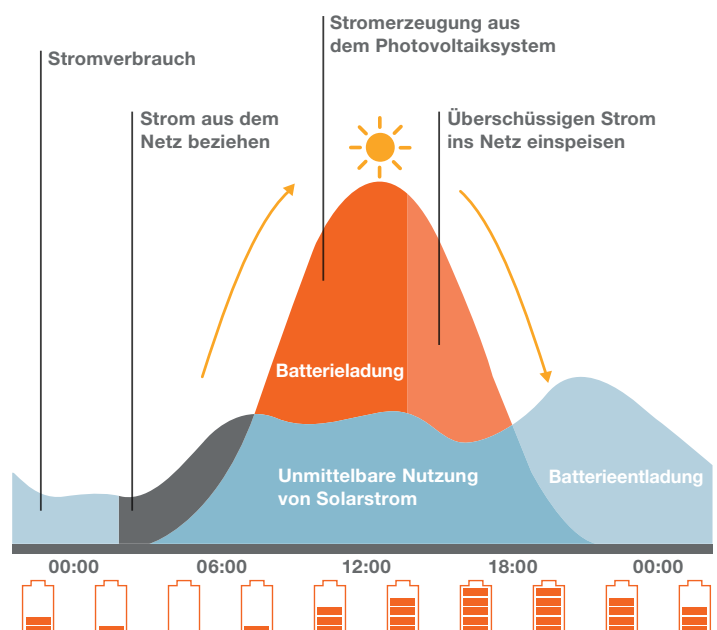 Stromerzeugung aus
dem Photovoltaiksystem
Stromverbrauch
Strom aus dem
Netz beziehen
Überschüssigen Strom
ins Netz einspeisen
Batterieladung
Unmittelbare Nutzung
von Solarstrom
Batterieentladung
00:00 06:00 12:00 18:00 00:00